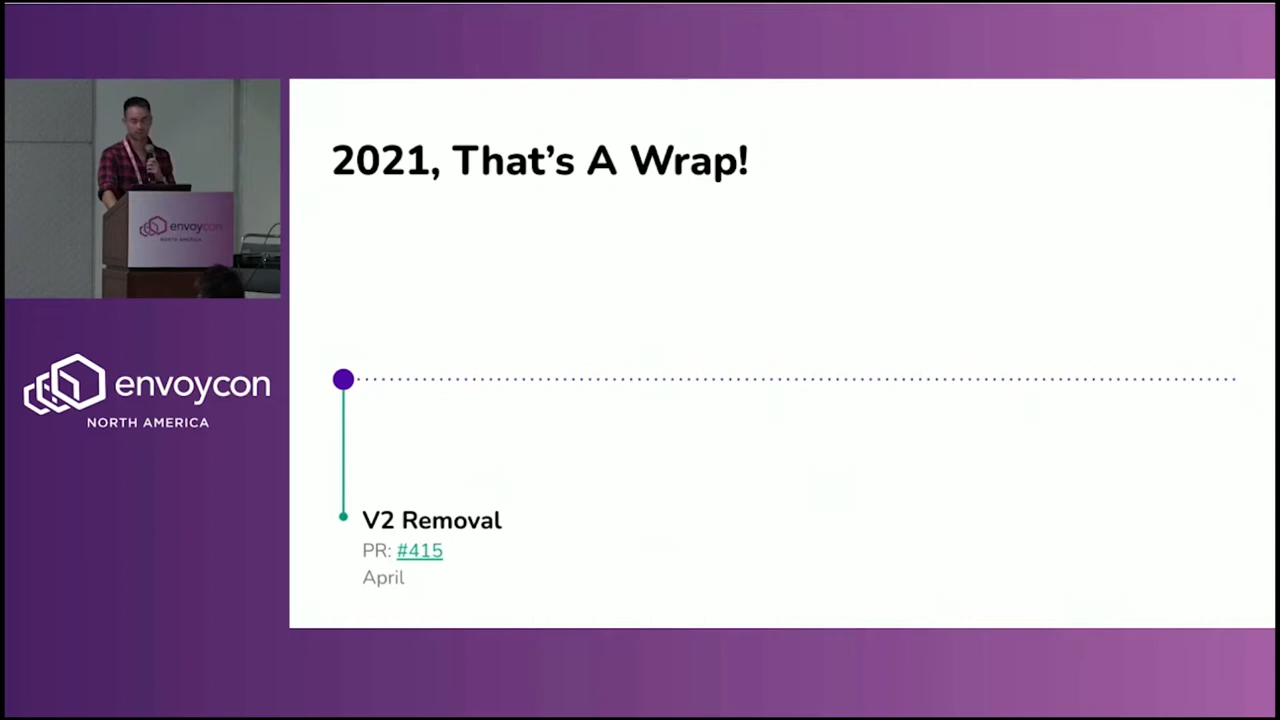 2021, That's A Wrap!
envoycon
NORTH AMERICA
envoycon
NORTH AMERICA
V2 Removal
PR: #415
April